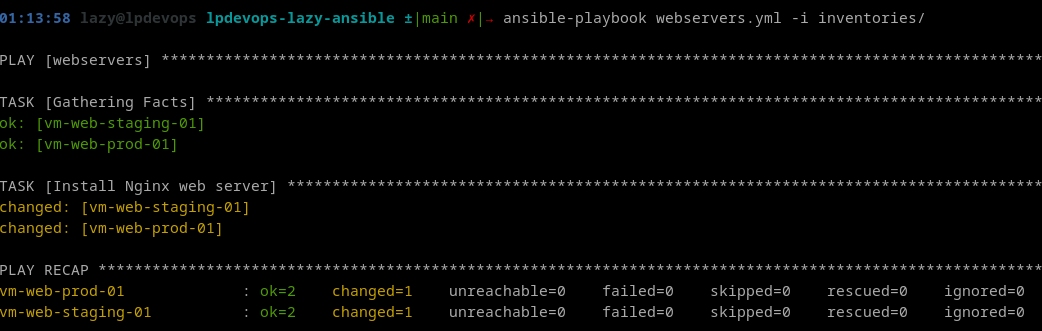 01:13:58 lazy@lpdevops lpdevops-lazy-ansible ±|main ✗|→ ansible-playbook webservers.yml -i inventories/
PLAY [webservers] **************************************************************************************************
TASK [Gathering Facts] *********************************************************************************************
ok: [vm-web-staging-01]
ok: [vm-web-prod-01]
TASK [Install Nginx web server] ************************************************************************************
changed: [vm-web-staging-01]
changed: [vm-web-prod-01]
PLAY RECAP *********************************************************************************************************
vm-web-prod-01             : ok=2    changed=1    unreachable=0    failed=0    skipped=0    rescued=0    ignored=0
vm-web-staging-01          : ok=2    changed=1    unreachable=0    failed=0    skipped=0    rescued=0    ignored=0